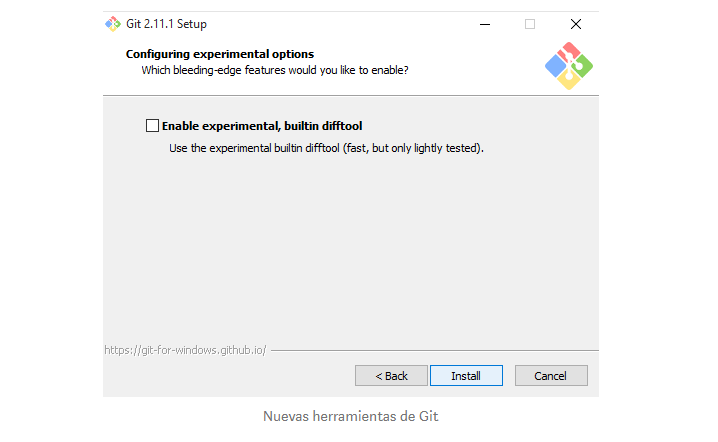 Git 2.11.1 Setup
Configuring experimental options
Which bleeding-edge features would you like to enable?
Enable experimental, builtin difftool
Use the experimental builtin difftool (fast, but only lightly tested).
https://git-for-windows.github.io/
< Back
Install
Cancel
Nuevas herramientas de Git